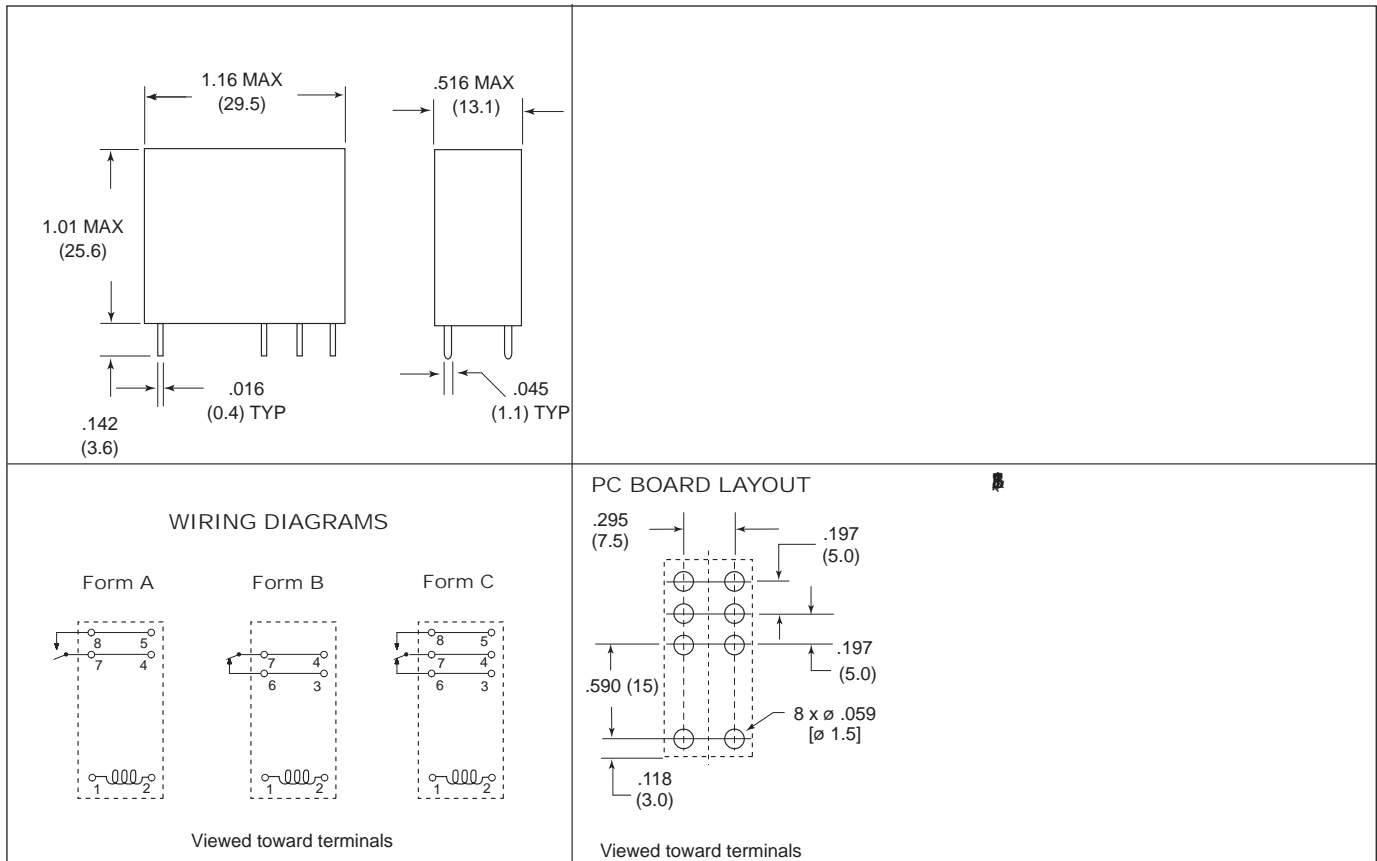 1.16 MAX
(29.5)
.516 MAX
(13.1)
1.01 MAX
(25.6)
.016
(0.4) TYP
.045
(1.1) TYP
.142
(3.6)
WIRING DIAGRAMS
Form A
Form B
Form C
8 5
7 4
1 2
7 4
6 3
1 2
8 5
7 4
6 3
1 2
Viewed toward terminals
PC BOARD LAYOUT
.295
(7.5)
.197
(5.0)
.197
(5.0)
.590 (15)
8 x ø .059
[ø 1.5]
.118
(3.0)
Viewed toward terminals